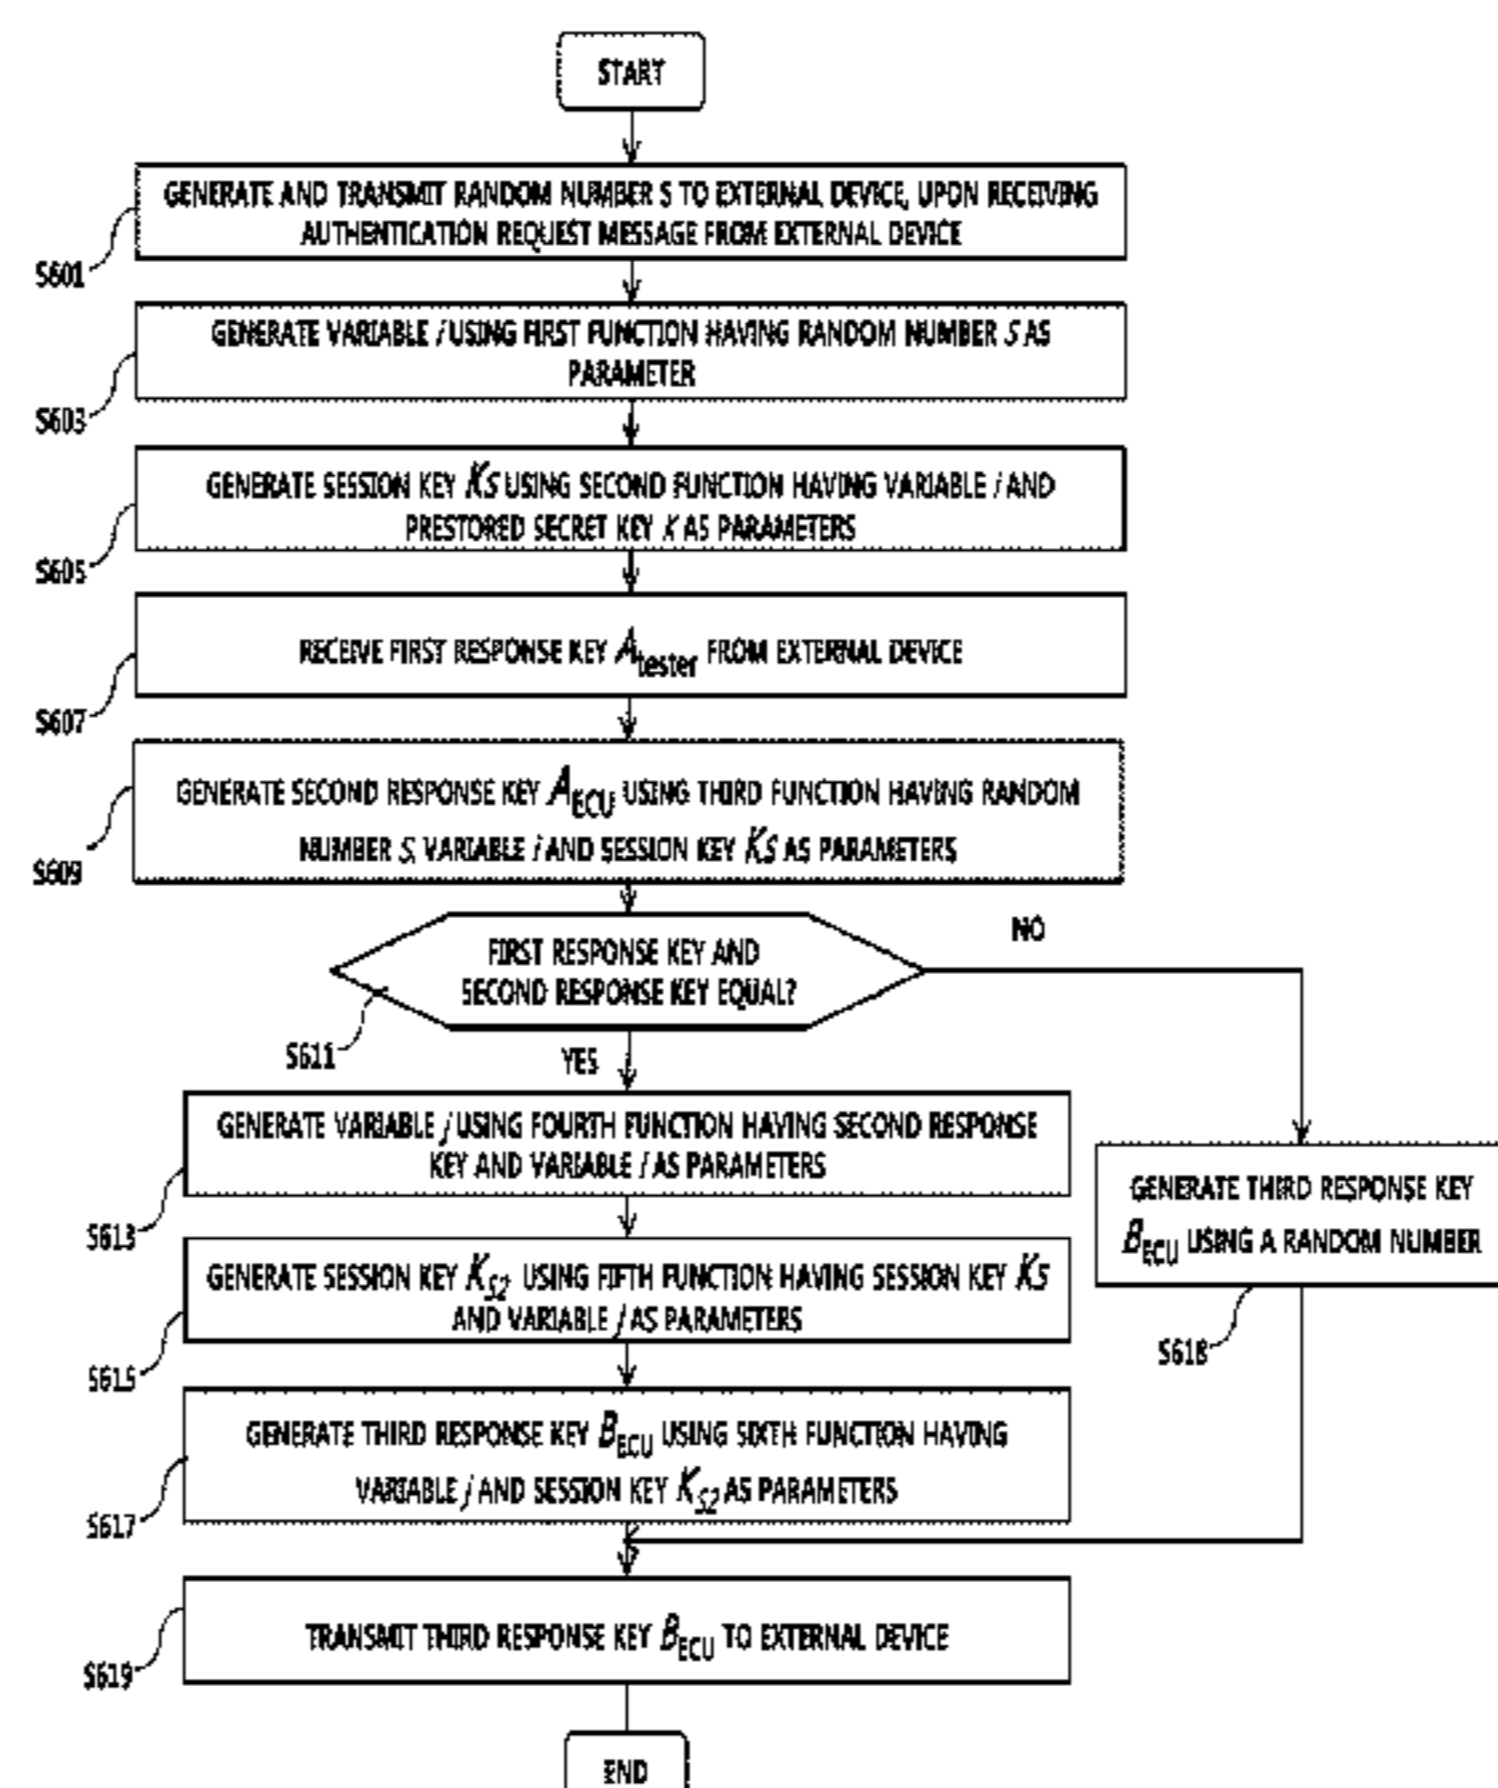 START
GENERATE AND TRANSMIT RANDOM NUMBER S TO EXTERNAL DEVICE, UPON RECEIVING
AUTHENTICATION REQUEST MESSAGE FROM EXTERNAL DEVICE
S601
GENERATE VARIABLE i USING FIRST FUNCTION HAVING RANDOM NUMBER S AS
PARAMETER
S603
GENERATE SESSION KEY KS USING SECOND FUNCTION HAVING VARIABLE i AND
PRESTORED SECRET KEY K AS PARAMETERS
S605
RECEIVE FIRST RESPONSE KEY Atester FROM EXTERNAL DEVICE
S607
GENERATE SECOND RESPONSE KEY AECU USING THIRD FUNCTION HAVING RANDOM
NUMBER S, VARIABLE i AND SESSION KEY KS AS PARAMETERS
S609
FIRST RESPONSE KEY AND
SECOND RESPONSE KEY EQUAL?
NO
S611
YES
GENERATE VARIABLE j USING FOURTH FUNCTION HAVING SECOND RESPONSE
KEY AND VARIABLE i AS PARAMETERS
S613
GENERATE THIRD RESPONSE KEY
BECU USING A RANDOM NUMBER
S618
GENERATE SESSION KEY KS2 USING FIFTH FUNCTION HAVING SESSION KEY KS
AND VARIABLE j AS PARAMETERS
S615
GENERATE THIRD RESPONSE KEY BECU USING SIXTH FUNCTION HAVING
VARIABLE j AND SESSION KEY KS2 AS PARAMETERS
S617
TRANSMIT THIRD RESPONSE KEY BECU TO EXTERNAL DEVICE
S619
END